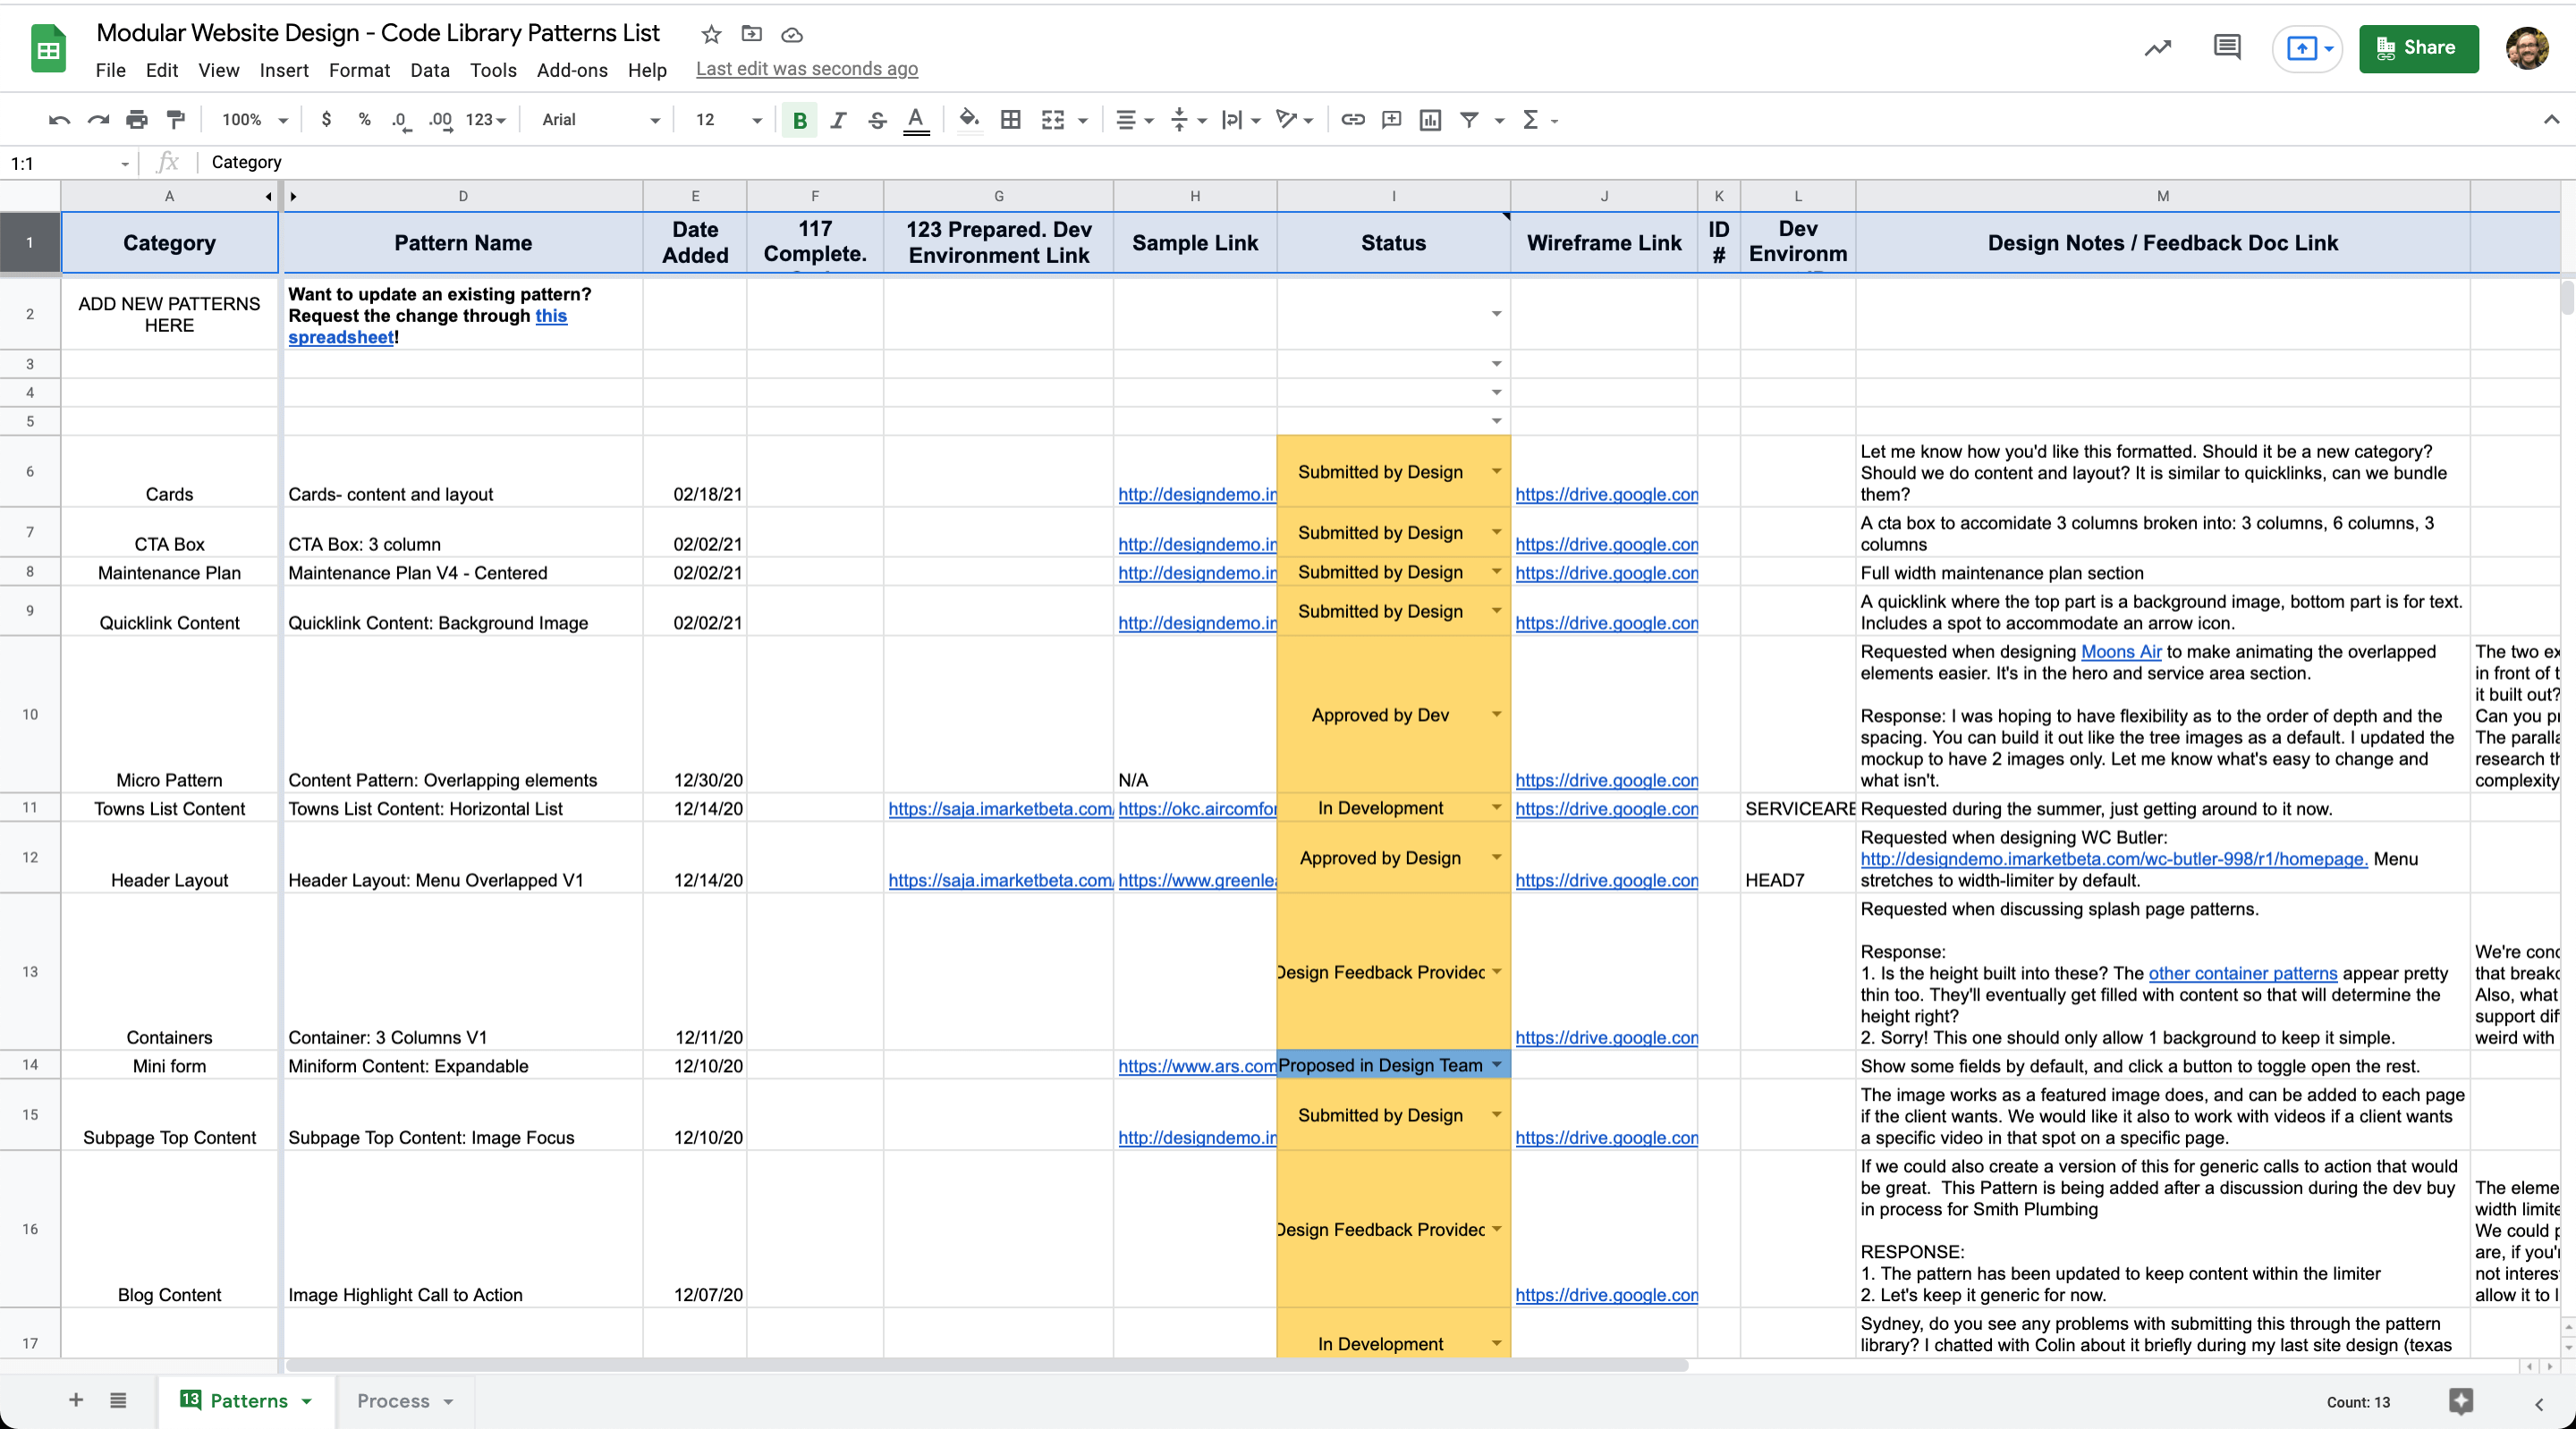 Modular Website Design - Code Library Patterns List
File Edit View Insert Format Data Tools Add-ons Help Last edit was seconds ago
Share
100% $ % .0 .00 123 Arial 12 B I S A
1:1 fx Category
A D E F G H I J K L M
1 Category Pattern Name Date Added 117 Complete. 123 Prepared. Dev Environment Link Sample Link Status Wireframe Link ID # Dev Environm Design Notes / Feedback Doc Link
2 ADD NEW PATTERNS HERE
Want to update an existing pattern?
Request the change through this
spreadsheet!
3
4
5
6 Cards Cards- content and layout 02/18/21 http://designdemo.in Submitted by Design https://drive.google.con
Let me know how you'd like this formatted. Should it be a new category?
Should we do content and layout? It is similar to quicklinks, can we bundle
them?
7 CTA Box CTA Box: 3 column 02/02/21 http://designdemo.in Submitted by Design https://drive.google.con
A cta box to accomidate 3 columns broken into: 3 columns, 6 columns, 3
columns
8 Maintenance Plan Maintenance Plan V4 - Centered 02/02/21 http://designdemo.in Submitted by Design https://drive.google.con Full width maintenance plan section
9 Quicklink Content Quicklink Content: Background Image 02/02/21 http://designdemo.in Submitted by Design https://drive.google.con
A quicklink where the top part is a background image, bottom part is for text.
Includes a spot to accommodate an arrow icon.
10 Micro Pattern Content Pattern: Overlapping elements 12/30/20 N/A Approved by Dev https://drive.google.con
Requested when designing Moons Air to make animating the overlapped
elements easier. It's in the hero and service area section.
Response: I was hoping to have flexibility as to the order of depth and the
spacing. You can build it out like the tree images as a default. I updated the
mockup to have 2 images only. Let me know what's easy to change and
what isn't.
The two ex
in front of t
it built out?
Can you pr
The paralla
research th
complexity
11 Towns List Content Towns List Content: Horizontal List 12/14/20 https://saja.imarketbeta.com/ https://okc.aircomfor In Development https://drive.google.con SERVICEARE Requested during the summer, just getting around to it now.
12 Header Layout Header Layout: Menu Overlapped V1 12/14/20 https://saja.imarketbeta.com/ https://www.greenlea Approved by Design https://drive.google.con HEAD7
Requested when designing WC Butler:
http://designdemo.imarketbeta.com/wc-butler-998/r1/homepage. Menu
stretches to width-limiter by default.
13 Containers Container: 3 Columns V1 12/11/20 Design Feedback Provided https://drive.google.con
Requested when discussing splash page patterns.
Response:
1. Is the height built into these? The other container patterns appear pretty
thin too. They'll eventually get filled with content so that will determine the
height right?
2. Sorry! This one should only allow 1 background to keep it simple.
We're conc
that breako
Also, what
support dif
weird with
14 Mini form Miniform Content: Expandable 12/10/20 https://www.ars.com Proposed in Design Team Show some fields by default, and click a button to toggle open the rest.
15 Subpage Top Content Subpage Top Content: Image Focus 12/10/20 http://designdemo.in Submitted by Design https://drive.google.con
The image works as a featured image does, and can be added to each page
if the client wants. We would like it also to work with videos if a client wants
a specific video in that spot on a specific page.
16 Blog Content Image Highlight Call to Action 12/07/20 Design Feedback Provided https://drive.google.con
If we could also create a version of this for generic calls to action that would
be great. This Pattern is being added after a discussion during the dev buy
in process for Smith Plumbing
RESPONSE:
1. The pattern has been updated to keep content within the limiter
2. Let's keep it generic for now.
The eleme
width limite
We could p
are, if you'r
not interes
allow it to l
17 In Development
Sydney, do you see any problems with submitting this through the pattern
library? I chatted with Colin about it briefly during my last site design (texas
13 Patterns Process Count: 13